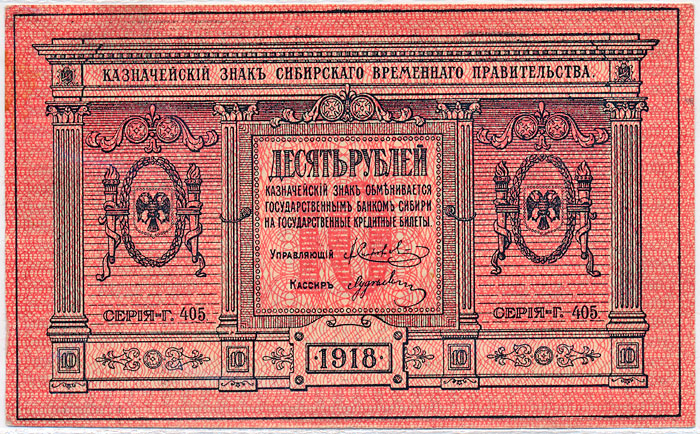 КАЗНАЧЕЙСКІЙ ЗНАКЪ СИБИРСКАГО ВРЕМЕННАГО ПРАВИТЕЛЬСТВА.
ДЕСЯТЬ РУБЛЕЙ
КАЗНАЧЕЙСКІЙ ЗНАКЪ ОБМѢНИВАЕТСЯ
ГОСУДАРСТВЕННЫМЪ БАНКОМЪ СИБИРИ
НА ГОСУДАРСТВЕННЫЕ КРЕДИТНЫЕ БИЛЕТЫ.
10
УПРАВЛЯЮЩІЙ
КАССИРЪ
СЕРІЯ-Г. 405.
СЕРІЯ-Г. 405.
10
10
·1918·
10
10